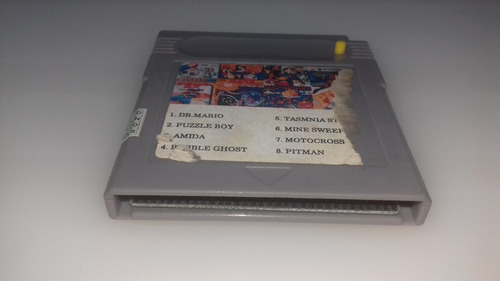 1. DR.MARIO
2. PUZZLE BOY
AMIDA
4. BUBBLE GHOST
5. TASMNIA ST
6. MINE SWEEP
7. MOTOCROSS
8. PITMAN